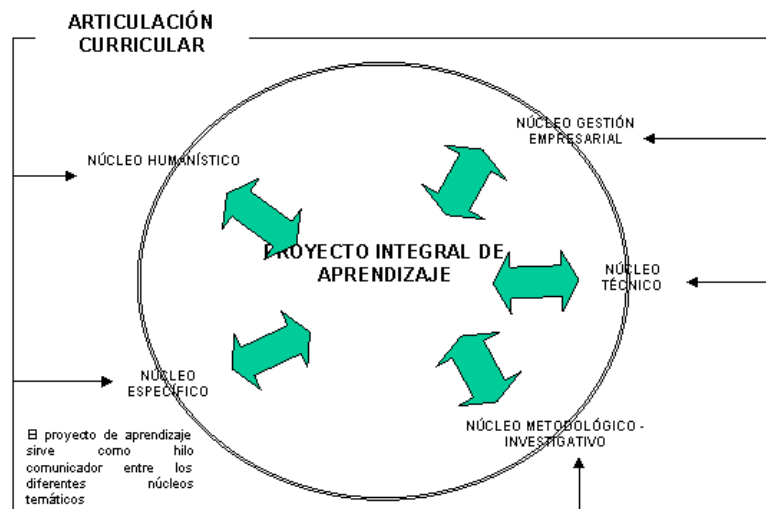 ARTICULACIÓN
CURRICULAR
NÚCLEO GESTIÓN
EMPRESARIAL
NÚCLEO HUMANÍSTICO
PROYECTO INTEGRAL DE
APRENDIZAJE
NÚCLEO
TÉCNICO
NÚCLEO
ESPECÍFICO
NÚCLEO METODOLÓGICO -
INVESTIGATIVO
El proyecto de aprendizaje
sirve como hilo
comunicador entre los
diferentes núcleos
temáticos